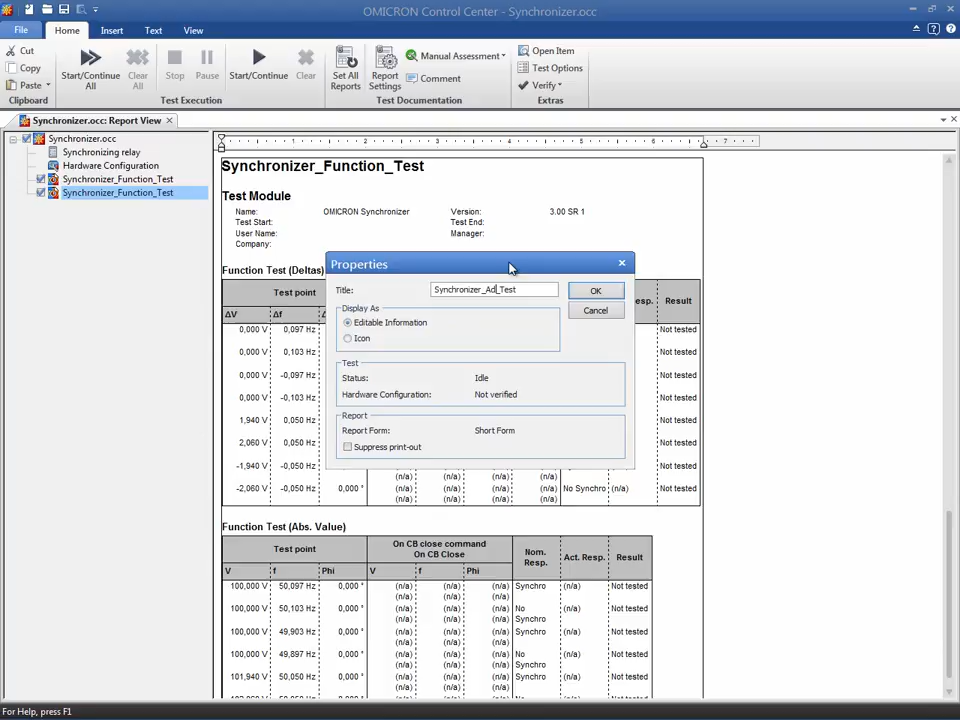 OMICRON Control Center - Synchronizer.occ
File
Home
Insert
Text
View
Cut
Copy
Paste
Clipboard
Start/Continue
All
Clear
All
Stop
Pause
Start/Continue
Clear
Test Execution
Set All
Reports
Report
Settings
Manual Assessment
Comment
Test Documentation
Open Item
Test Options
Verify
Extras
Synchronizer.occ: Report View
Synchronizer.occ
Synchronizing relay
Hardware Configuration
Synchronizer_Function_Test
Synchronizer_Function_Test
1 2 3 4 5 6 7
Synchronizer_Function_Test
Test Module
Name: OMICRON Synchronizer Version: 3.00 SR 1
Test Start: Test End:
User Name: Manager:
Company:
Function Test (Deltas)
Test point esp. Result
ΔV Δf
0,000 V 0,097 Hz Not tested
0,000 V 0,103 Hz Not tested
0,000 V -0,097 Hz Not tested
0,000 V -0,103 Hz Not tested
1,940 V 0,050 Hz Not tested
2,060 V 0,050 Hz Not tested
-1,940 V -0,050 Hz Not tested
(n/a) (n/a) (n/a)
-2,060 V -0,050 Hz 0,000 ° (n/a) (n/a) (n/a) No Synchro (n/a) Not tested
(n/a) (n/a) (n/a)
Properties
Title: Synchronizer_Ad_Test
OK
Cancel
Display As
Editable Information
Icon
Test
Status: Idle
Hardware Configuration: Not verified
Report
Report Form: Short Form
Suppress print-out
Function Test (Abs. Value)
Test point On CB close command Nom. Act. Resp. Result
On CB Close Resp.
V f Phi V f Phi
100,000 V 50,097 Hz 0,000 ° (n/a) (n/a) (n/a) Synchro (n/a) Not tested
(n/a) (n/a) (n/a)
100,000 V 50,103 Hz 0,000 ° (n/a) (n/a) (n/a) No (n/a) Not tested
(n/a) (n/a) (n/a) Synchro
100,000 V 49,903 Hz 0,000 ° (n/a) (n/a) (n/a) Synchro (n/a) Not tested
(n/a) (n/a) (n/a)
100,000 V 49,897 Hz 0,000 ° (n/a) (n/a) (n/a) No (n/a) Not tested
(n/a) (n/a) (n/a) Synchro
101,940 V 50,050 Hz 0,000 ° (n/a) (n/a) (n/a) Synchro (n/a) Not tested
(n/a) (n/a) (n/a)
For Help, press F1